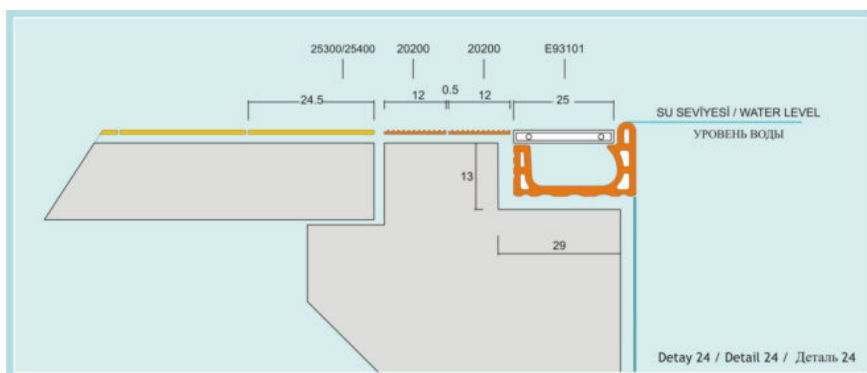 25300/25400 20200 20200 E93101
24.5 12 0.5 12 25
SU SEVİYESİ / WATER LEVEL
УРОВЕНЬ ВОДЫ
13
29
Detay 24 / Detail 24 / Деталь 24